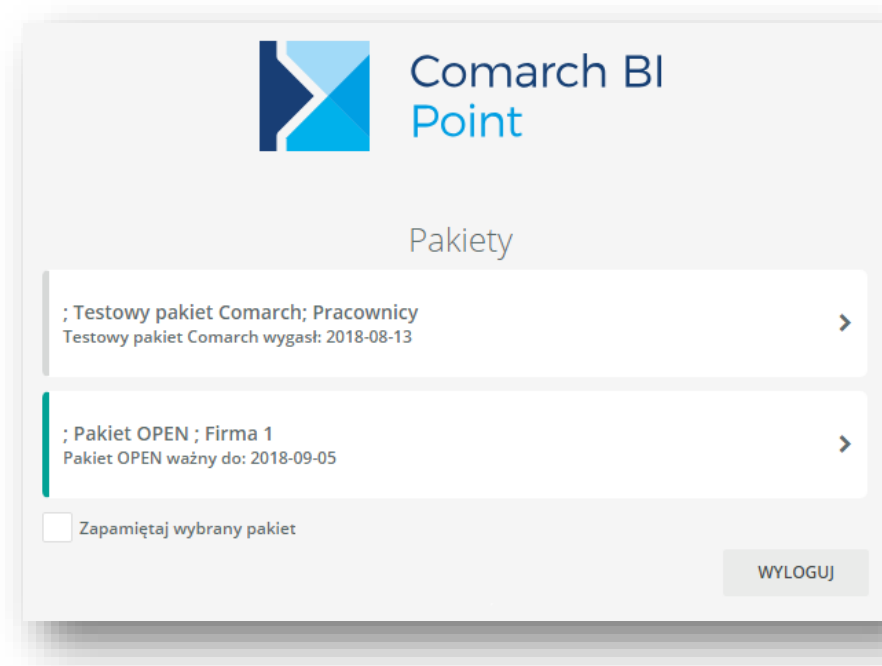 Comarch BI
Point
Pakiety
; Testowy pakiet Comarch; Pracownicy
Testowy pakiet Comarch wygasł: 2018-08-13
; Pakiet OPEN ; Firma 1
Pakiet OPEN ważny do: 2018-09-05
Zapamiętaj wybrany pakiet
WYLOGUJ